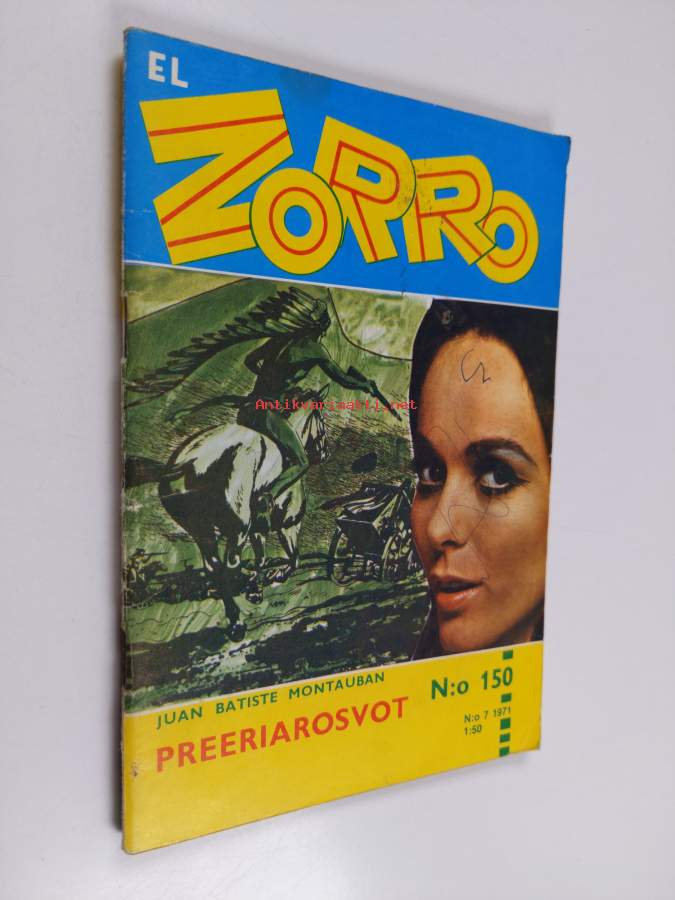 EL
ZORRO
Antikvariaatti.net
JUAN BATISTE MONTAUBAN
PREERIAROSVOT
N:o 150
N:o 7 1971
1:50